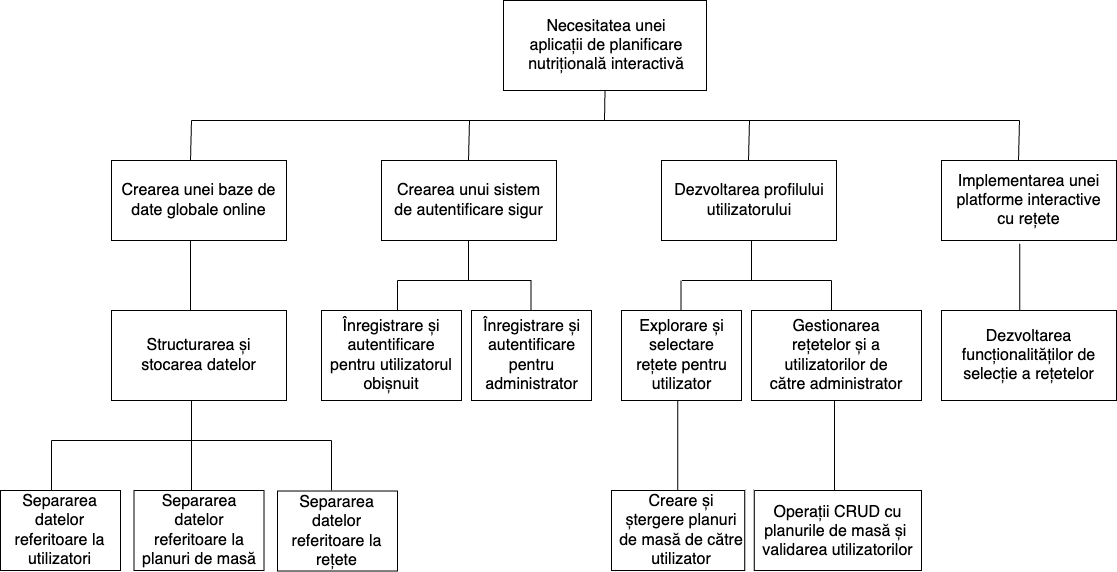 Necesitatea unei
aplicații de planificare
nutrițională interactivă
Crearea unei baze de
date globale online
Crearea unui sistem
de autentificare sigur
Dezvoltarea profilului
utilizatorului
Implementarea unei
platforme interactive
cu rețete
Structurarea și
stocarea datelor
Înregistrare și
autentificare
pentru utilizatorul
obișnuit
Înregistrare și
autentificare
pentru
administrator
Explorare și
selectare
rețete pentru
utilizator
Gestionarea
rețetelor și a
utilizatorilor de
către administrator
Dezvoltarea
funcționalităților de
selecție a rețetelor
Separarea
datelor
referitoare la
utilizatori
Separarea
datelor
referitoare la
planuri de masă
Separarea
datelor
referitoare la
rețete
Creare și
ștergere planuri
de masă de către
utilizator
Operații CRUD cu
planurile de masă și
validarea utilizatorilor